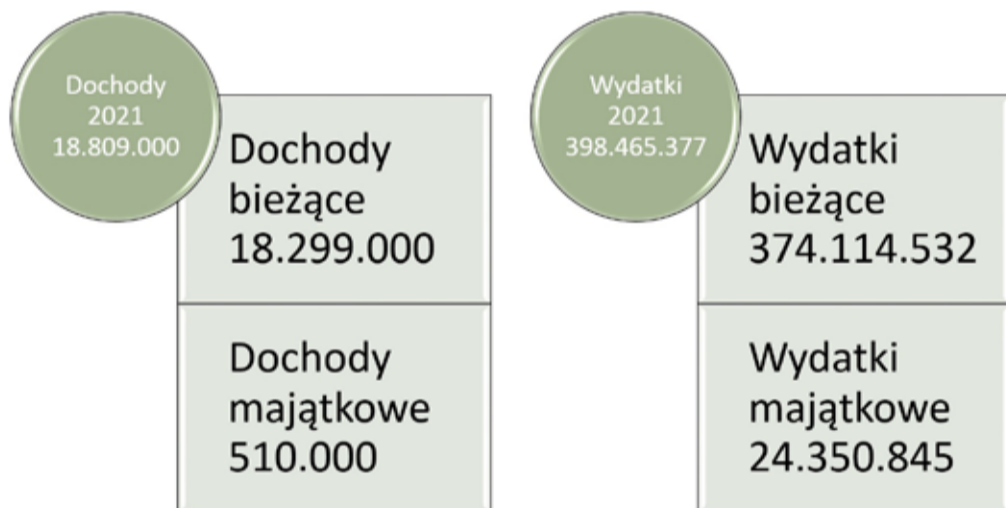 Dochody
2021
18.809.000
Dochody
bieżące
18.299.000
Dochody
majątkowe
510.000
Wydatki
2021
398.465.377
Wydatki
bieżące
374.114.532
Wydatki
majątkowe
24.350.845